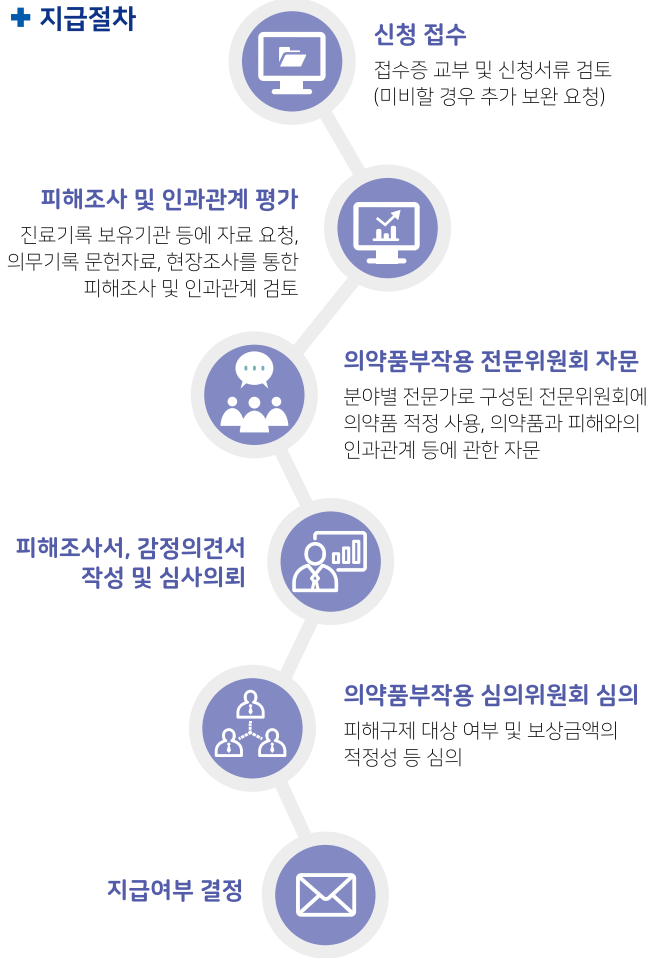 지급절차
신청 접수
접수증 교부 및 신청서류 검토
(미비할 경우 추가 보완 요청)
피해조사 및 인과관계 평가
진료기록 보유기관 등에 자료 요청,
의무기록 문헌자료, 현장조사를 통한
피해조사 및 인과관계 검토
의약품부작용 전문위원회 자문
분야별 전문가로 구성된 전문위원회에
의약품 적정 사용, 의약품과 피해와의
인과관계 등에 관한 자문
피해조사서, 감정의견서
작성 및 심사의뢰
의약품부작용 심의위원회 심의
피해구제 대상 여부 및 보상금액의
적정성 등 심의
지급여부 결정